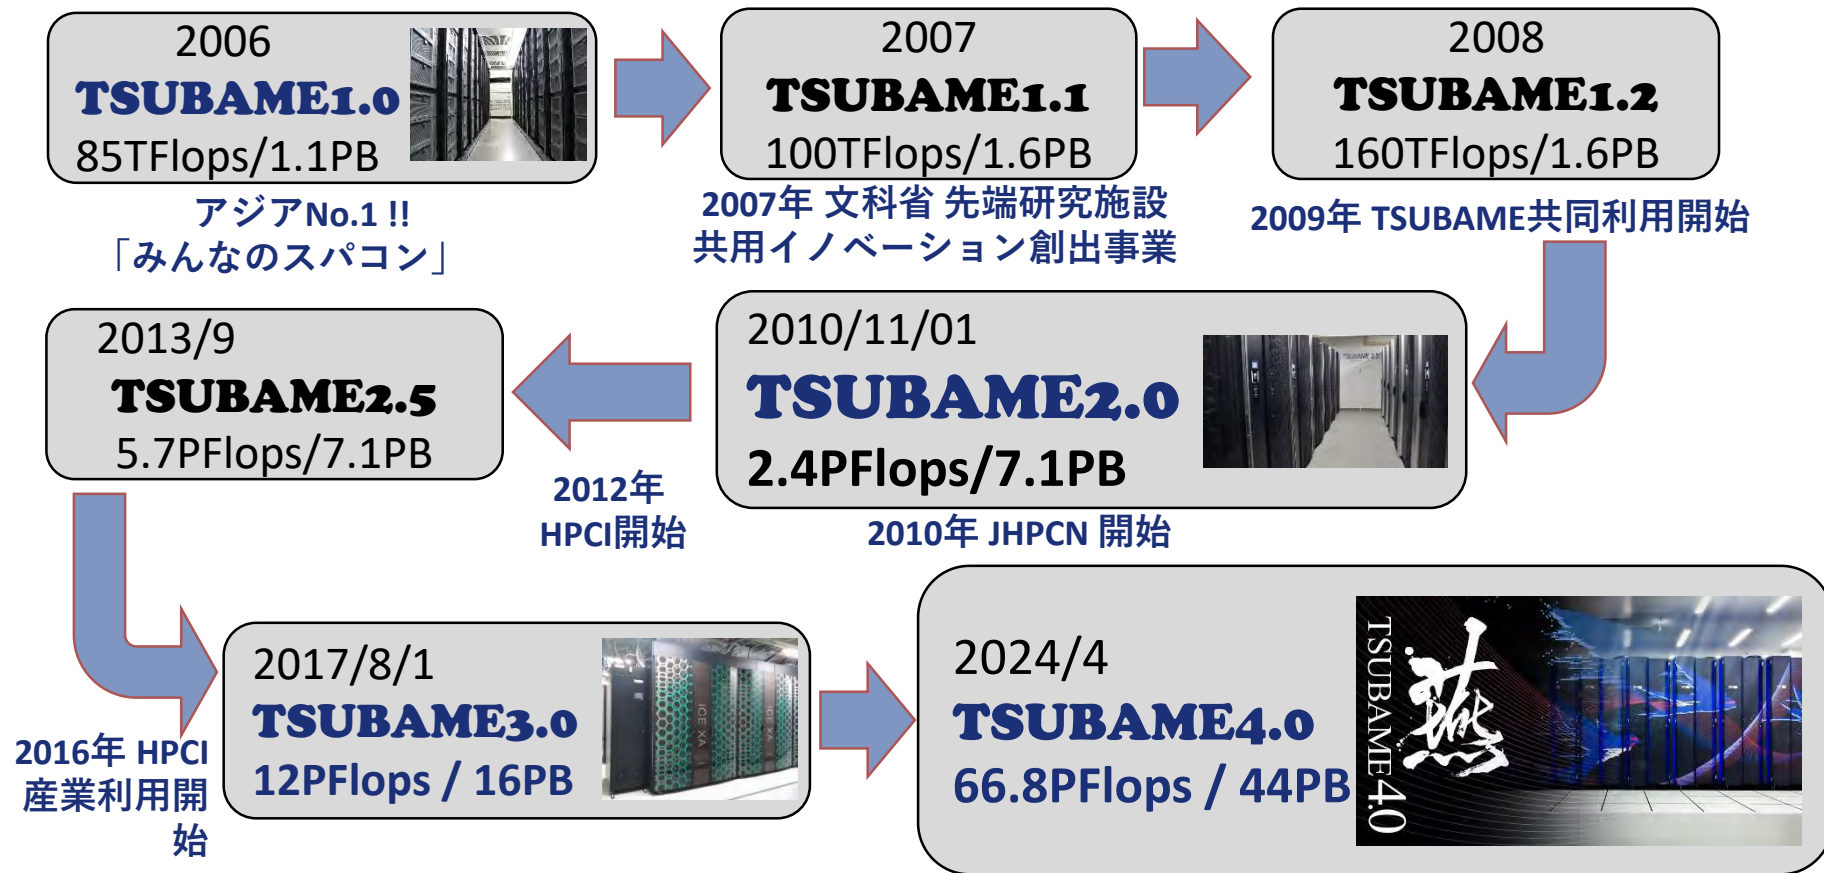 2006
TSUBAME1.0
85TFlops/1.1PB
アジアNo.1 !!
「みんなのスパコン」
2007
TSUBAME1.1
100TFlops/1.6PB
2007年 文科省 先端研究施設
共用イノベーション創出事業
2008
TSUBAME1.2
160TFlops/1.6PB
2009年 TSUBAME共同利用開始
2010/11/01
TSUBAME2.0
2.4PFlops/7.1PB
TSUBAME 2.0
2010年 JHPCN 開始
2012年
HPCI開始
2013/9
TSUBAME2.5
5.7PFlops/7.1PB
2016年 HPCI
産業利用開
始
2017/8/1
TSUBAME3.0
12PFlops / 16PB
ICE XA
ICE XA
2024/4
TSUBAME4.0
66.8PFlops / 44PB
TSUBAME4.0
燕